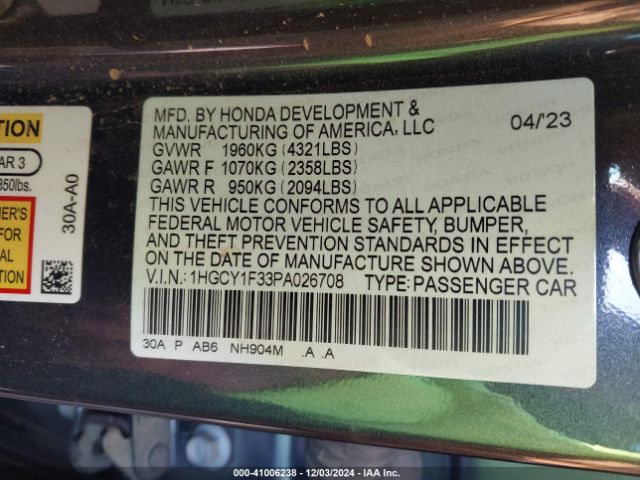 MFD. BY HONDA DEVELOPMENT &
MANUFACTURING OF AMERICA, LLC 04/'23
GVWR 1960KG (4321LBS)
GAWR F 1070KG (2358LBS)
GAWR R 950KG (2094LBS)
THIS VEHICLE CONFORMS TO ALL APPLICABLE
FEDERAL MOTOR VEHICLE SAFETY, BUMPER,
AND THEFT PREVENTION STANDARDS IN EFFECT
ON THE DATE OF MANUFACTURE SHOWN ABOVE.
V.I.N.: 1HGCY1F33PA026708 TYPE: PASSENGER CAR
30A P AB6 NH904M .A .A
TION
AR 3
350lbs.
ER'S
FOR
AL
TION
30A-A0
000-41006238 - 12/03/2024 - IAA Inc.